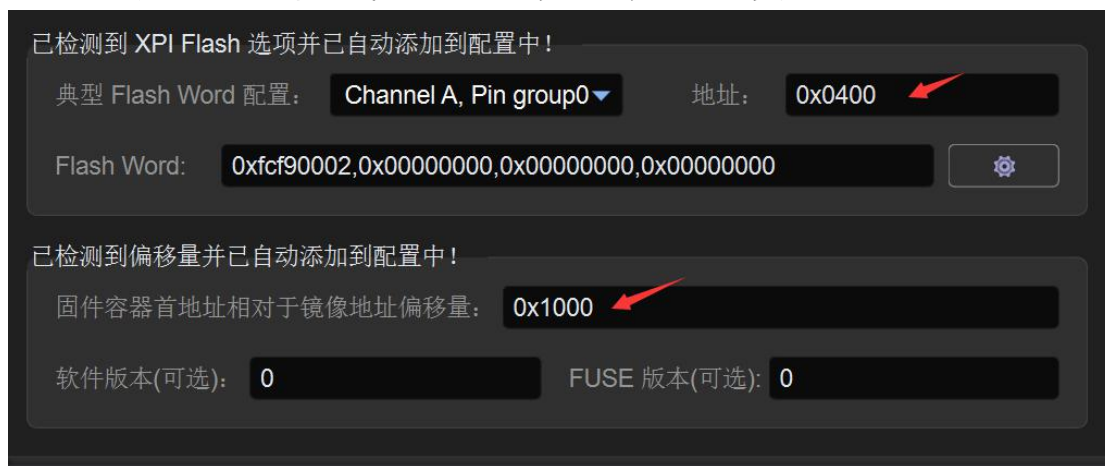 已检测到 XPI Flash 选项并已自动添加到配置中！
典型 Flash Word 配置： Channel A, Pin group0 地址： 0x0400
Flash Word: 0xfcf90002,0x00000000,0x00000000,0x00000000
已检测到偏移量并已自动添加到配置中！
固件容器首地址相对于镜像地址偏移量： 0x1000
软件版本(可选)： 0 FUSE 版本(可选): 0